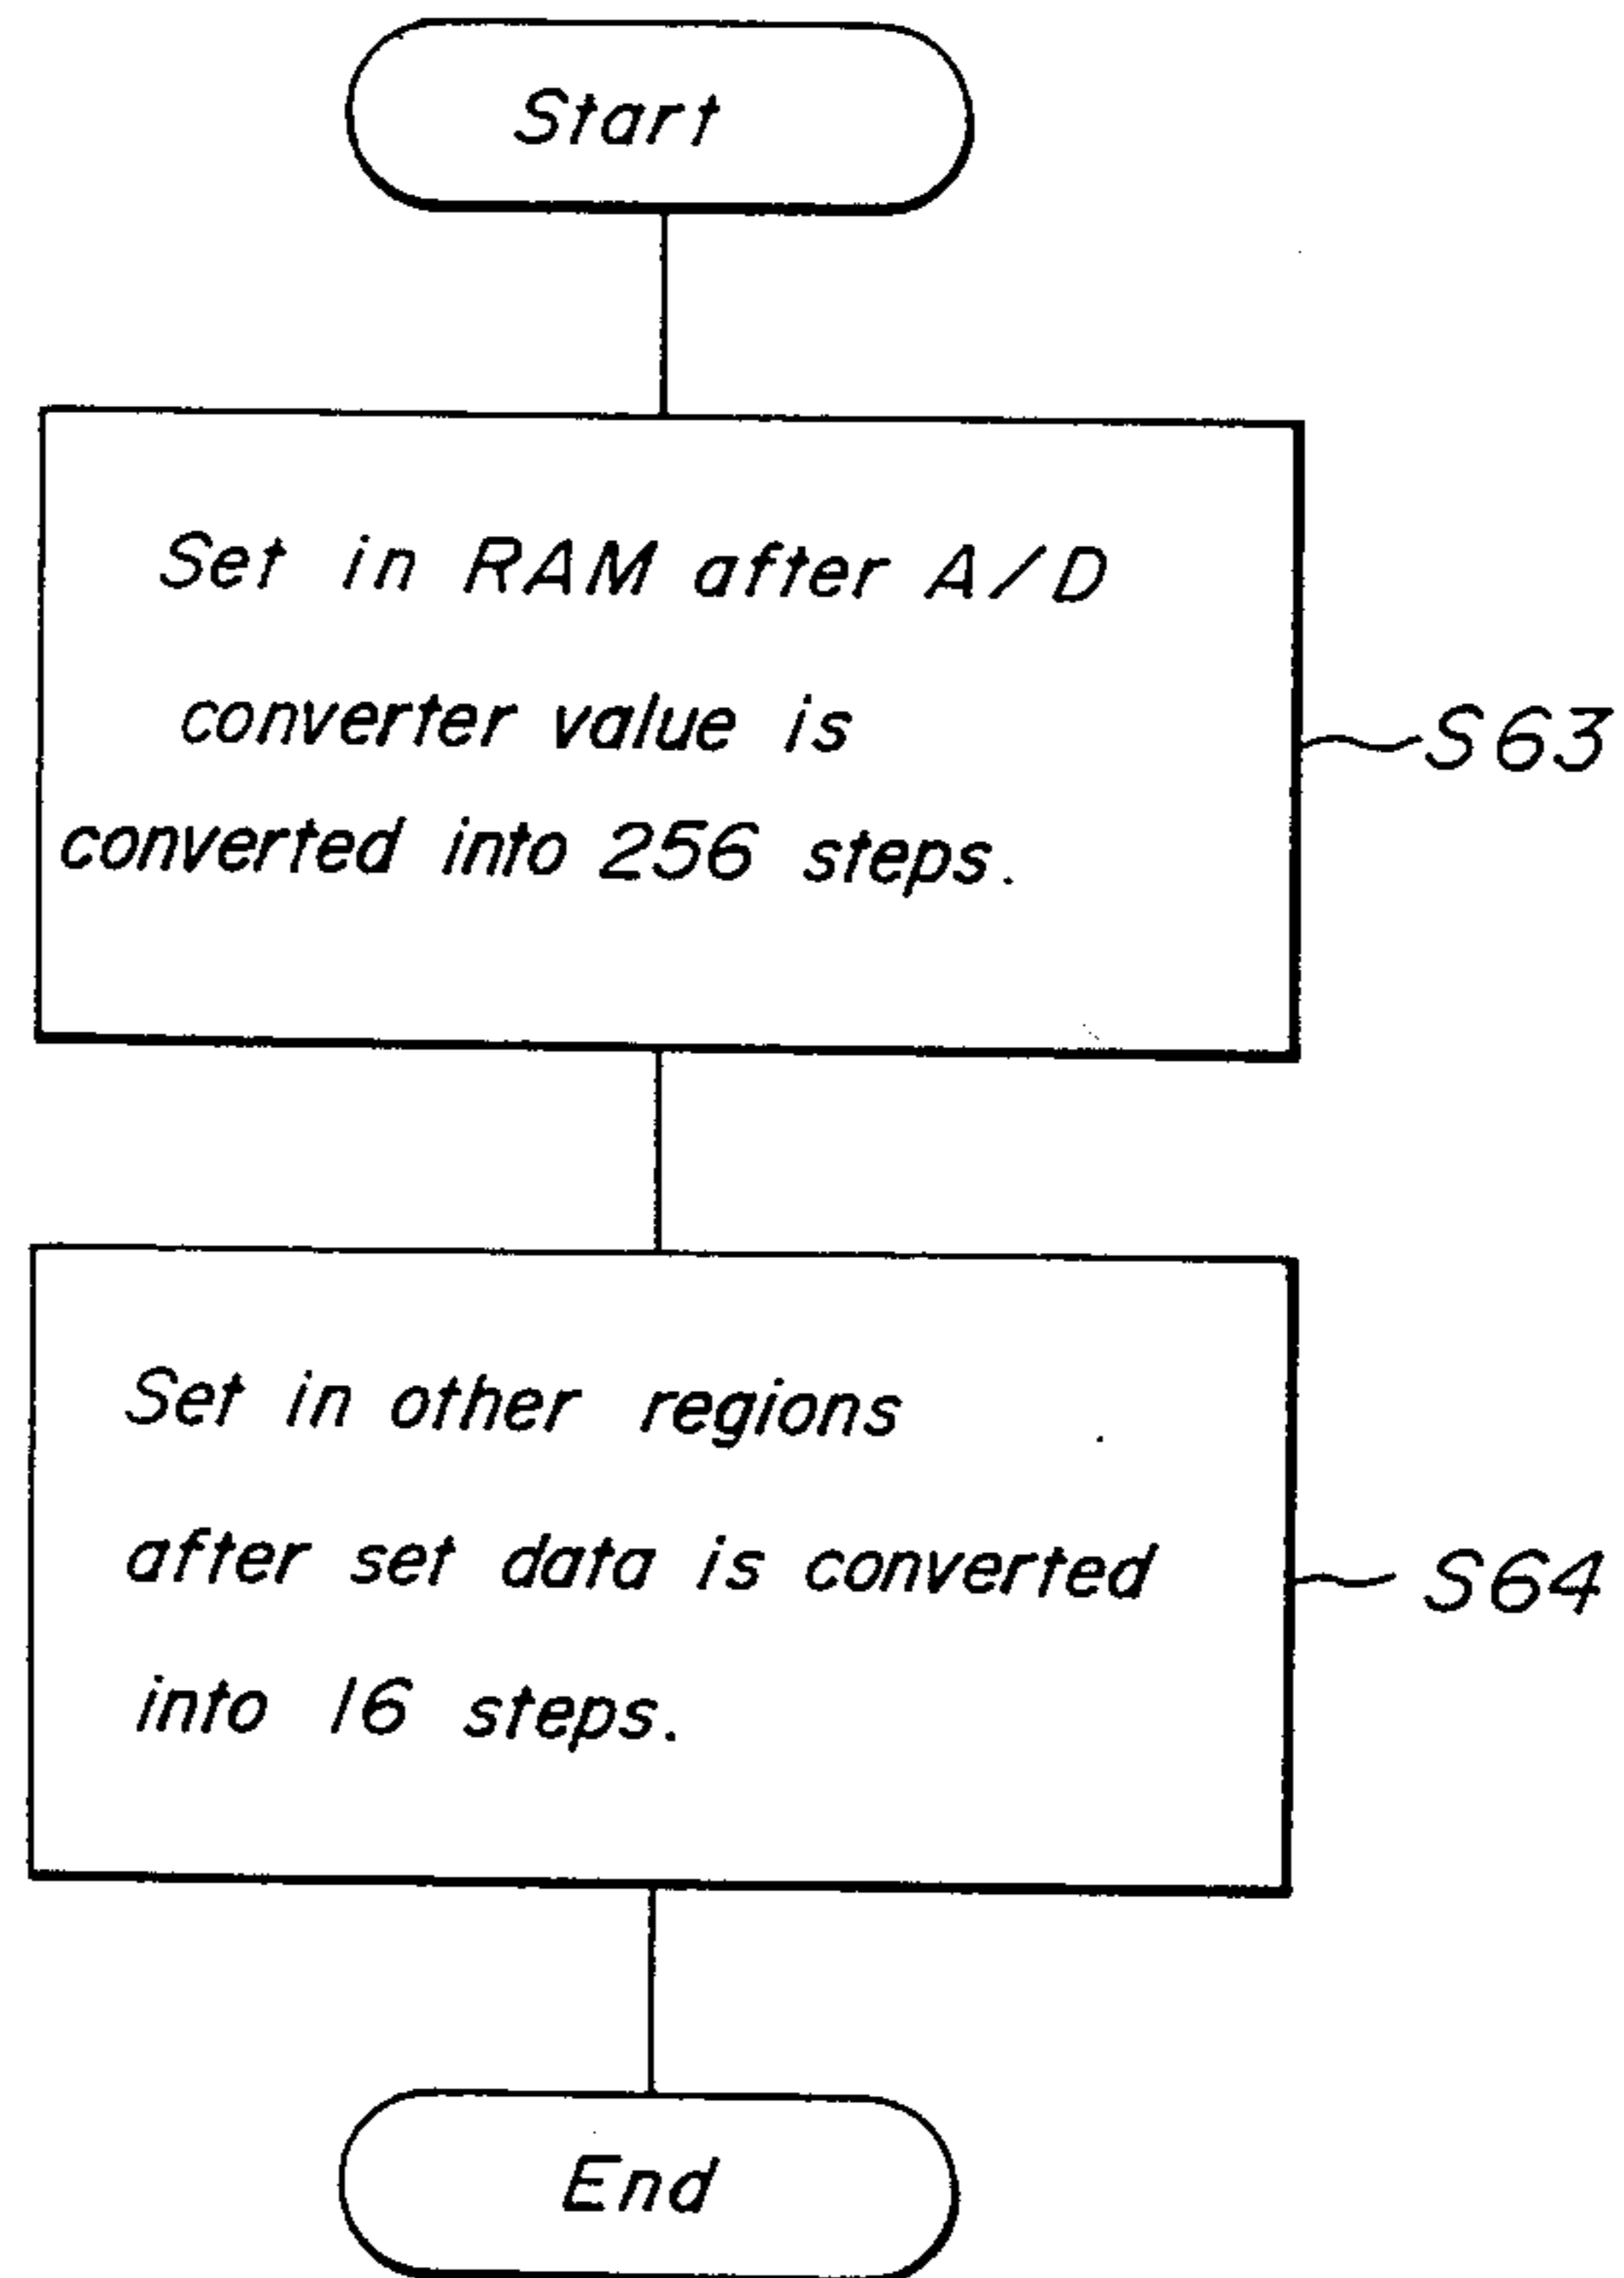 Start
Set in RAM after A/D
converter value is
converted into 256 steps.
S63
Set in other regions
after set data is converted
into 16 steps.
S64
End